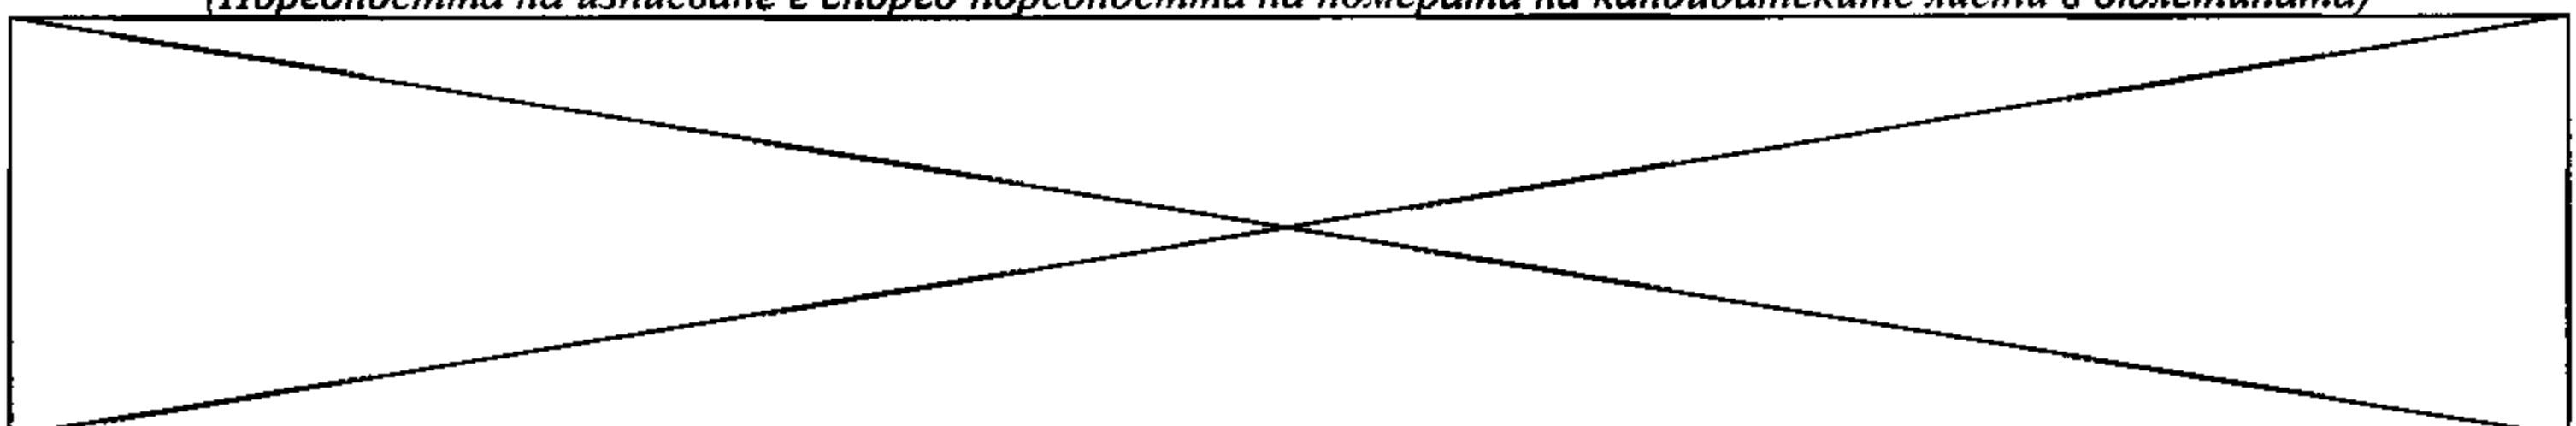 (Поредността на изписване е според поредността на номерата на кандидатските листи в бюлетината)